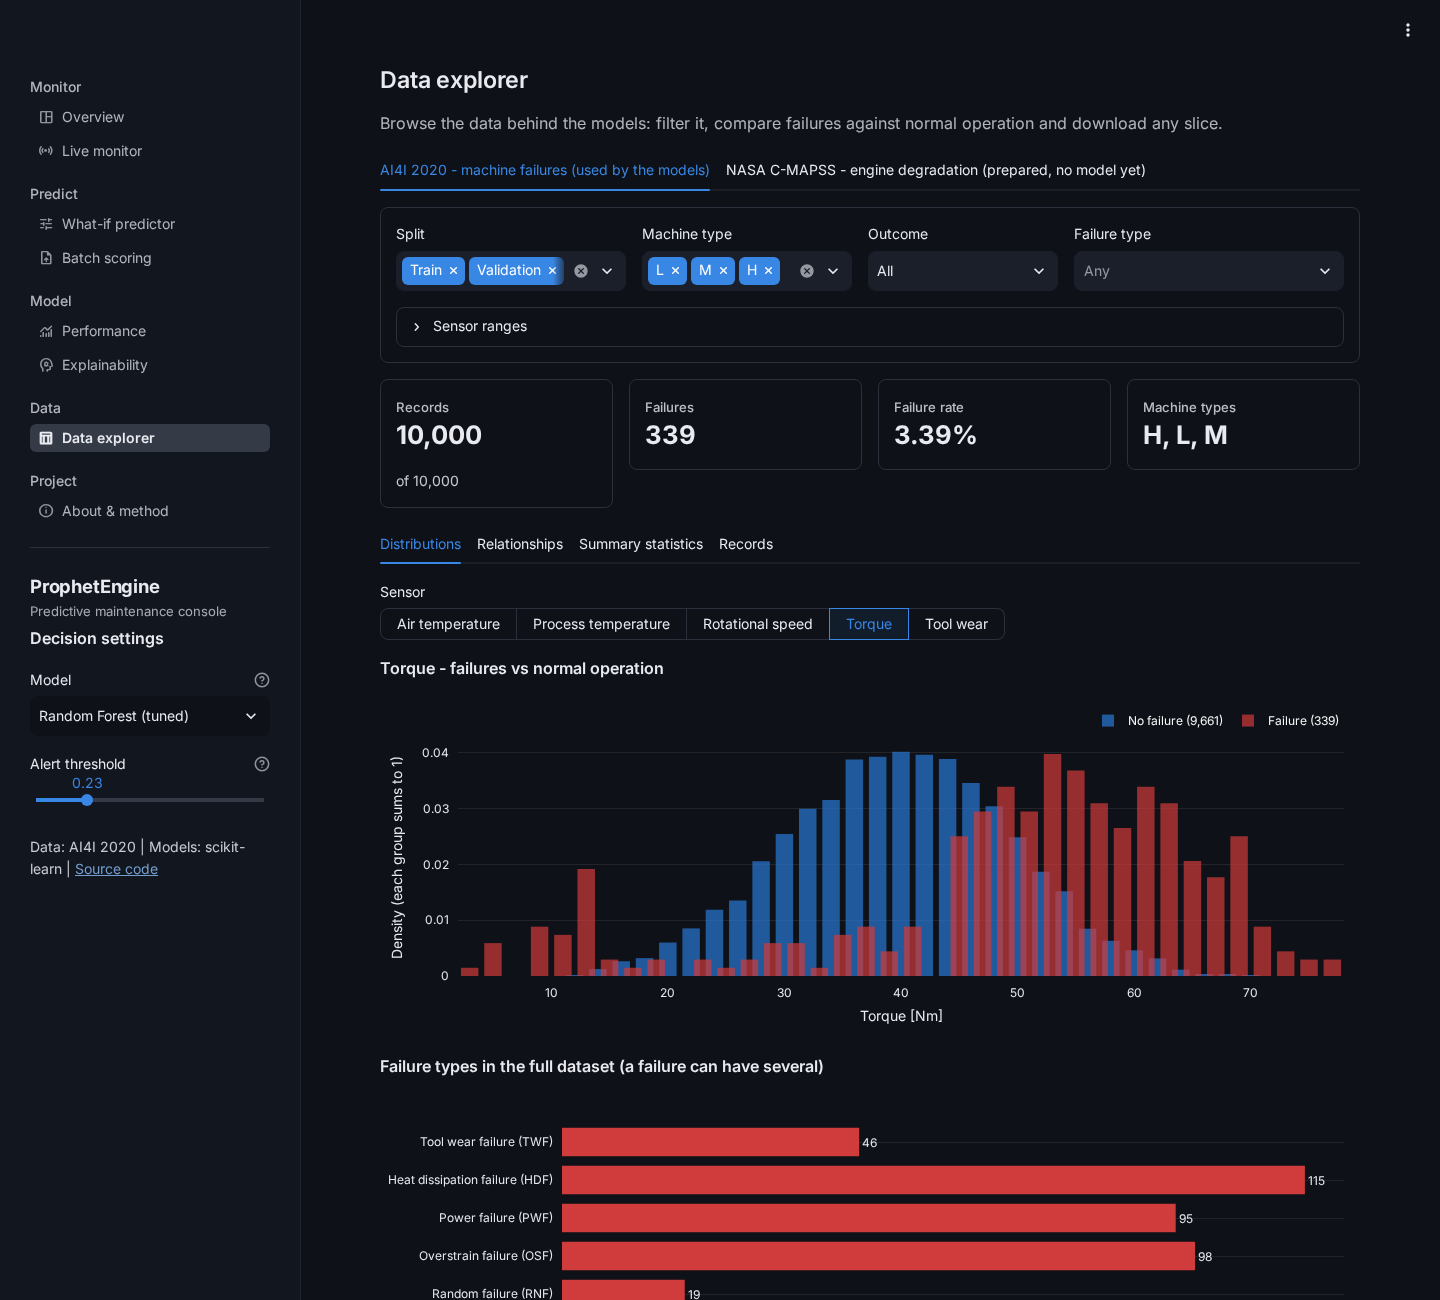 Monitor
Overview
Live monitor
Predict
What-if predictor
Batch scoring
Model
Performance
Explainability
Data
Data explorer
Project
About & method
ProphetEngine
Predictive maintenance console
Decision settings
Model
Random Forest (tuned)
Alert threshold
0.23
Data: AI4I 2020 | Models: scikit-
learn | Source code
Data explorer
Browse the data behind the models: filter it, compare failures against normal operation and download any slice.
AI4I 2020 - machine failures (used by the models) NASA C-MAPSS - engine degradation (prepared, no model yet)
Split Machine type Outcome Failure type
Train Validation L M H All Any
Sensor ranges
Records Failures Failure rate Machine types
10,000 339 3.39% H, L, M
of 10,000
Distributions Relationships Summary statistics Records
Sensor
Air temperature Process temperature Rotational speed Torque Tool wear
Torque - failures vs normal operation
No failure (9,661) Failure (339)
Density (each group sums to 1)
0.04
0.03
0.02
0.01
0
10 20 30 40 50 60 70
Torque [Nm]
Failure types in the full dataset (a failure can have several)
Tool wear failure (TWF) 46
Heat dissipation failure (HDF) 115
Power failure (PWF) 95
Overstrain failure (OSF) 98
Random failure (RNF) 19